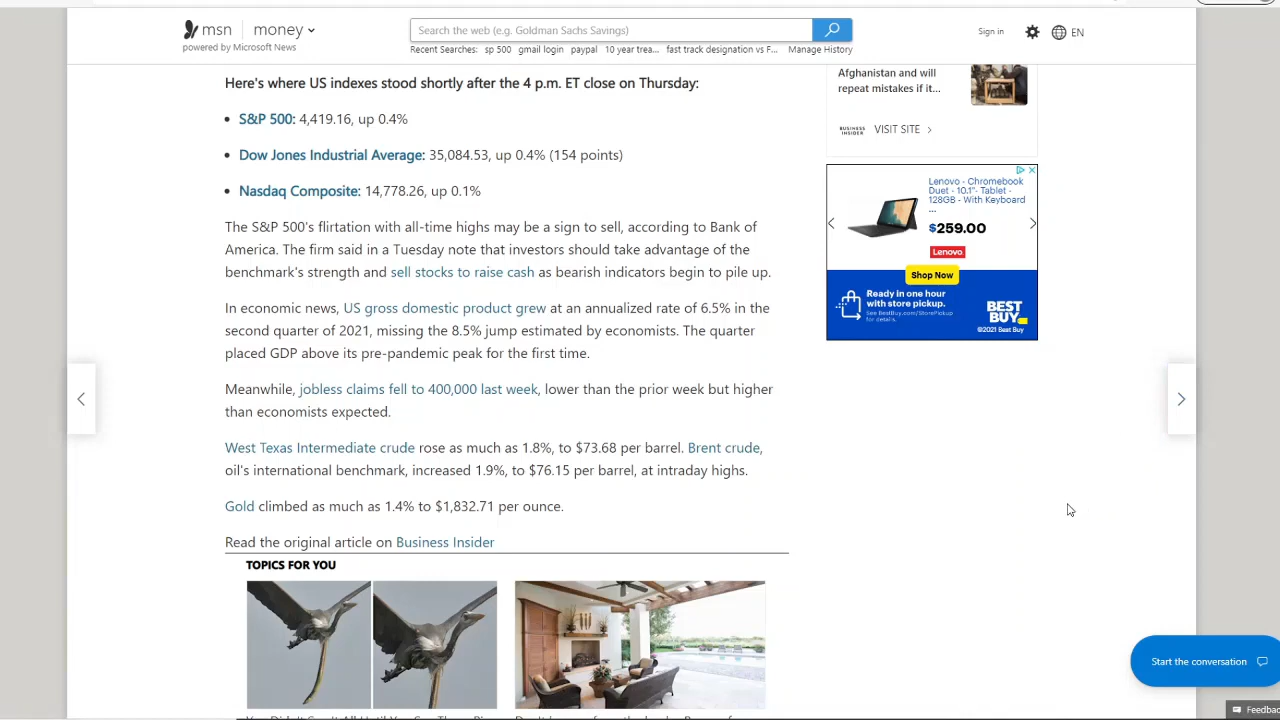 msn
money
powered by Microsoft News
Search the web (e.g. Goldman Sachs Savings)
Sign in
EN
Recent Searches: sp 500 gmail login paypal 10 year trea... fast track designation vs F... Manage History
Here's where US indexes stood shortly after the 4 p.m. ET close on Thursday:
S&P 500: 4,419.16, up 0.4%
Dow Jones Industrial Average: 35,084.53, up 0.4% (154 points)
Nasdaq Composite: 14,778.26, up 0.1%
The S&P 500's flirtation with all-time highs may be a sign to sell, according to Bank of
America. The firm said in a Tuesday note that investors should take advantage of the
benchmark's strength and sell stocks to raise cash as bearish indicators begin to pile up.
In economic news, US gross domestic product grew at an annualized rate of 6.5% in the
second quarter of 2021, missing the 8.5% jump estimated by economists. The quarter
placed GDP above its pre-pandemic peak for the first time.
Meanwhile, jobless claims fell to 400,000 last week, lower than the prior week but higher
than economists expected.
West Texas Intermediate crude rose as much as 1.8%, to $73.68 per barrel. Brent crude,
oil's international benchmark, increased 1.9%, to $76.15 per barrel, at intraday highs.
Gold climbed as much as 1.4% to $1,832.71 per ounce.
Read the original article on Business Insider
TOPICS FOR YOU
Afghanistan and will
repeat mistakes if it...
BUSINESS
INSIDER
VISIT SITE
Lenovo - Chromebook
Duet - 10.1"- Tablet -
128GB - With Keyboard
...
$259.00
Lenovo
Shop Now
Ready in one hour
with store pickup.
See BestBuy.com/StorePickup
for details.
BEST
BUY
©2021 Best Buy
Start the conversation
Feedbac